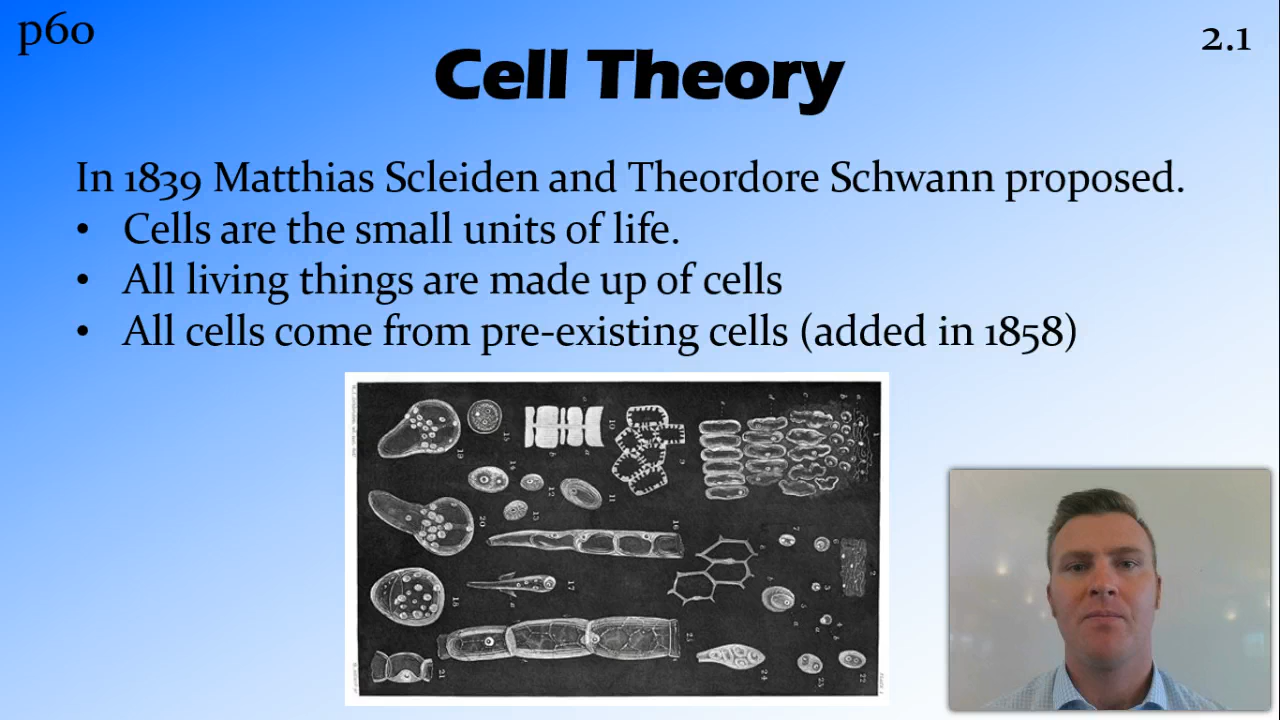 p60
2.1
Cell Theory
In 1839 Matthias Scleiden and Theordore Schwann proposed.
• Cells are the small units of life.
• All living things are made up of cells
• All cells come from pre-existing cells (added in 1858)